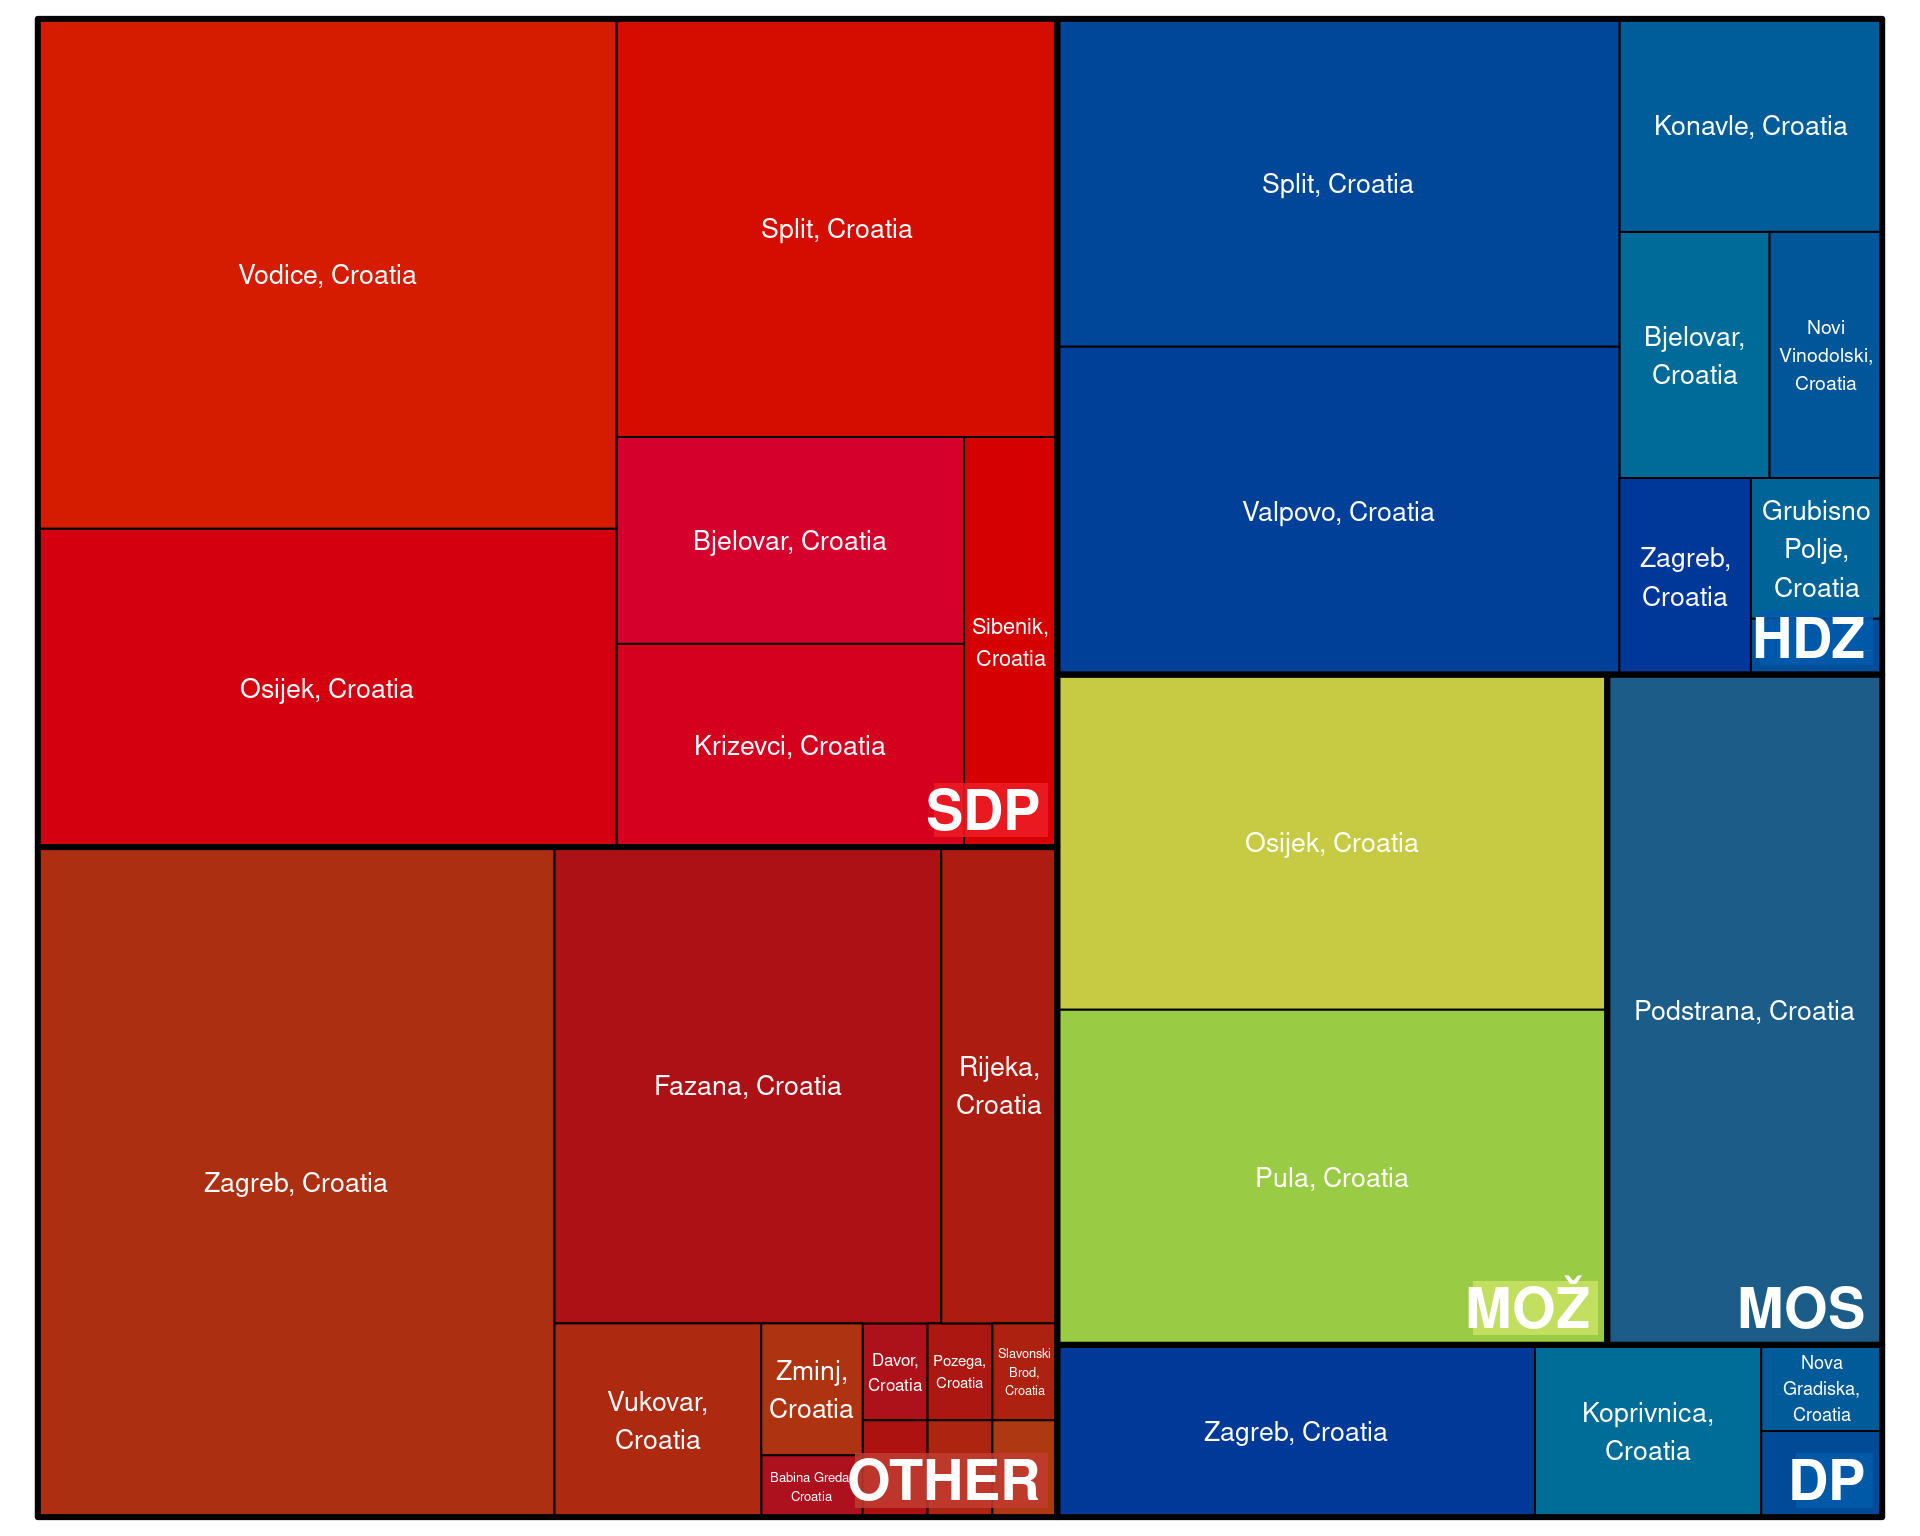 Vodice, Croatia
Split, Croatia
Osijek, Croatia
Bjelovar, Croatia
Krizevci, Croatia
Sibenik,
Croatia
SDP
Zagreb, Croatia
Fazana, Croatia
Rijeka,
Croatia
Vukovar,
Croatia
Zminj,
Croatia
Babina Greda,
Croatia
Davor,
Croatia
Pozega,
Croatia
Slavonski
Brod,
Croatia
OTHER
Split, Croatia
Valpovo, Croatia
Konavle, Croatia
Bjelovar,
Croatia
Novi
Vinodolski,
Croatia
Zagreb,
Croatia
Grubisno
Polje,
Croatia
HDZ
Osijek, Croatia
Pula, Croatia
MOŽ
Podstrana, Croatia
MOS
Zagreb, Croatia
Koprivnica,
Croatia
Nova
Gradiska,
Croatia
DP